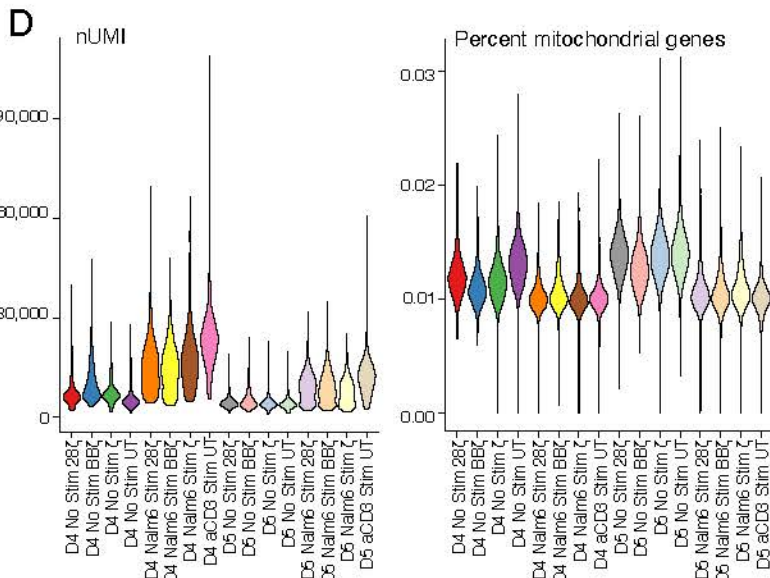 D
nUMI
Percent mitochondrial genes
90,000
60,000
30,000
0
0.03
0.02
0.01
0.00
D4 No Stim 28ζ
D4 No Stim BBζ
D4 No Stim ζ
D4 No Stim UT
D4 Nalm6 Stim 28ζ
D4 Nalm6 Stim BBζ
D4 Nalm6 Stim ζ
D4 aCD3 Stim UT
D5 No Stim 28ζ
D5 No Stim BBζ
D5 No Stim ζ
D5 No Stim UT
D5 Nalm6 Stim 28ζ
D5 Nalm6 Stim BBζ
D5 Nalm6 Stim ζ
D5 aCD3 Stim UT
D4 No Stim 28ζ
D4 No Stim BBζ
D4 No Stim ζ
D4 No Stim UT
D4 Nalm6 Stim 28ζ
D4 Nalm6 Stim BBζ
D4 Nalm6 Stim ζ
D4 aCD3 Stim UT
D5 No Stim 28ζ
D5 No Stim BBζ
D5 No Stim ζ
D5 No Stim UT
D5 Nalm6 Stim 28ζ
D5 Nalm6 Stim BBζ
D5 Nalm6 Stim ζ
D5 aCD3 Stim UT